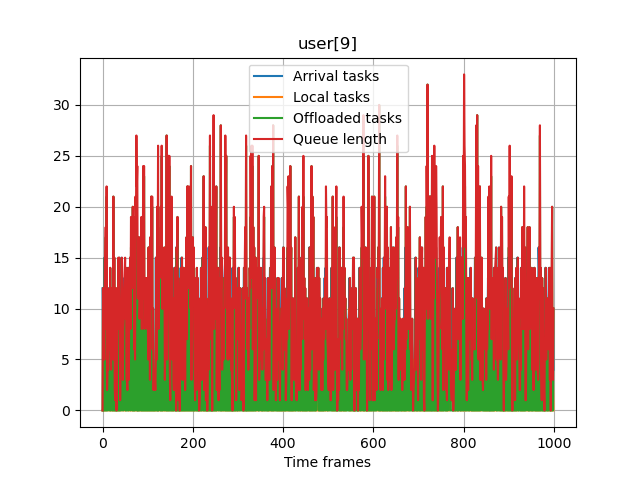 user[9]
Arrival tasks
Local tasks
Offloaded tasks
Queue length
30
25
20
15
10
5
0
0 200 400 600 800 1000
Time frames